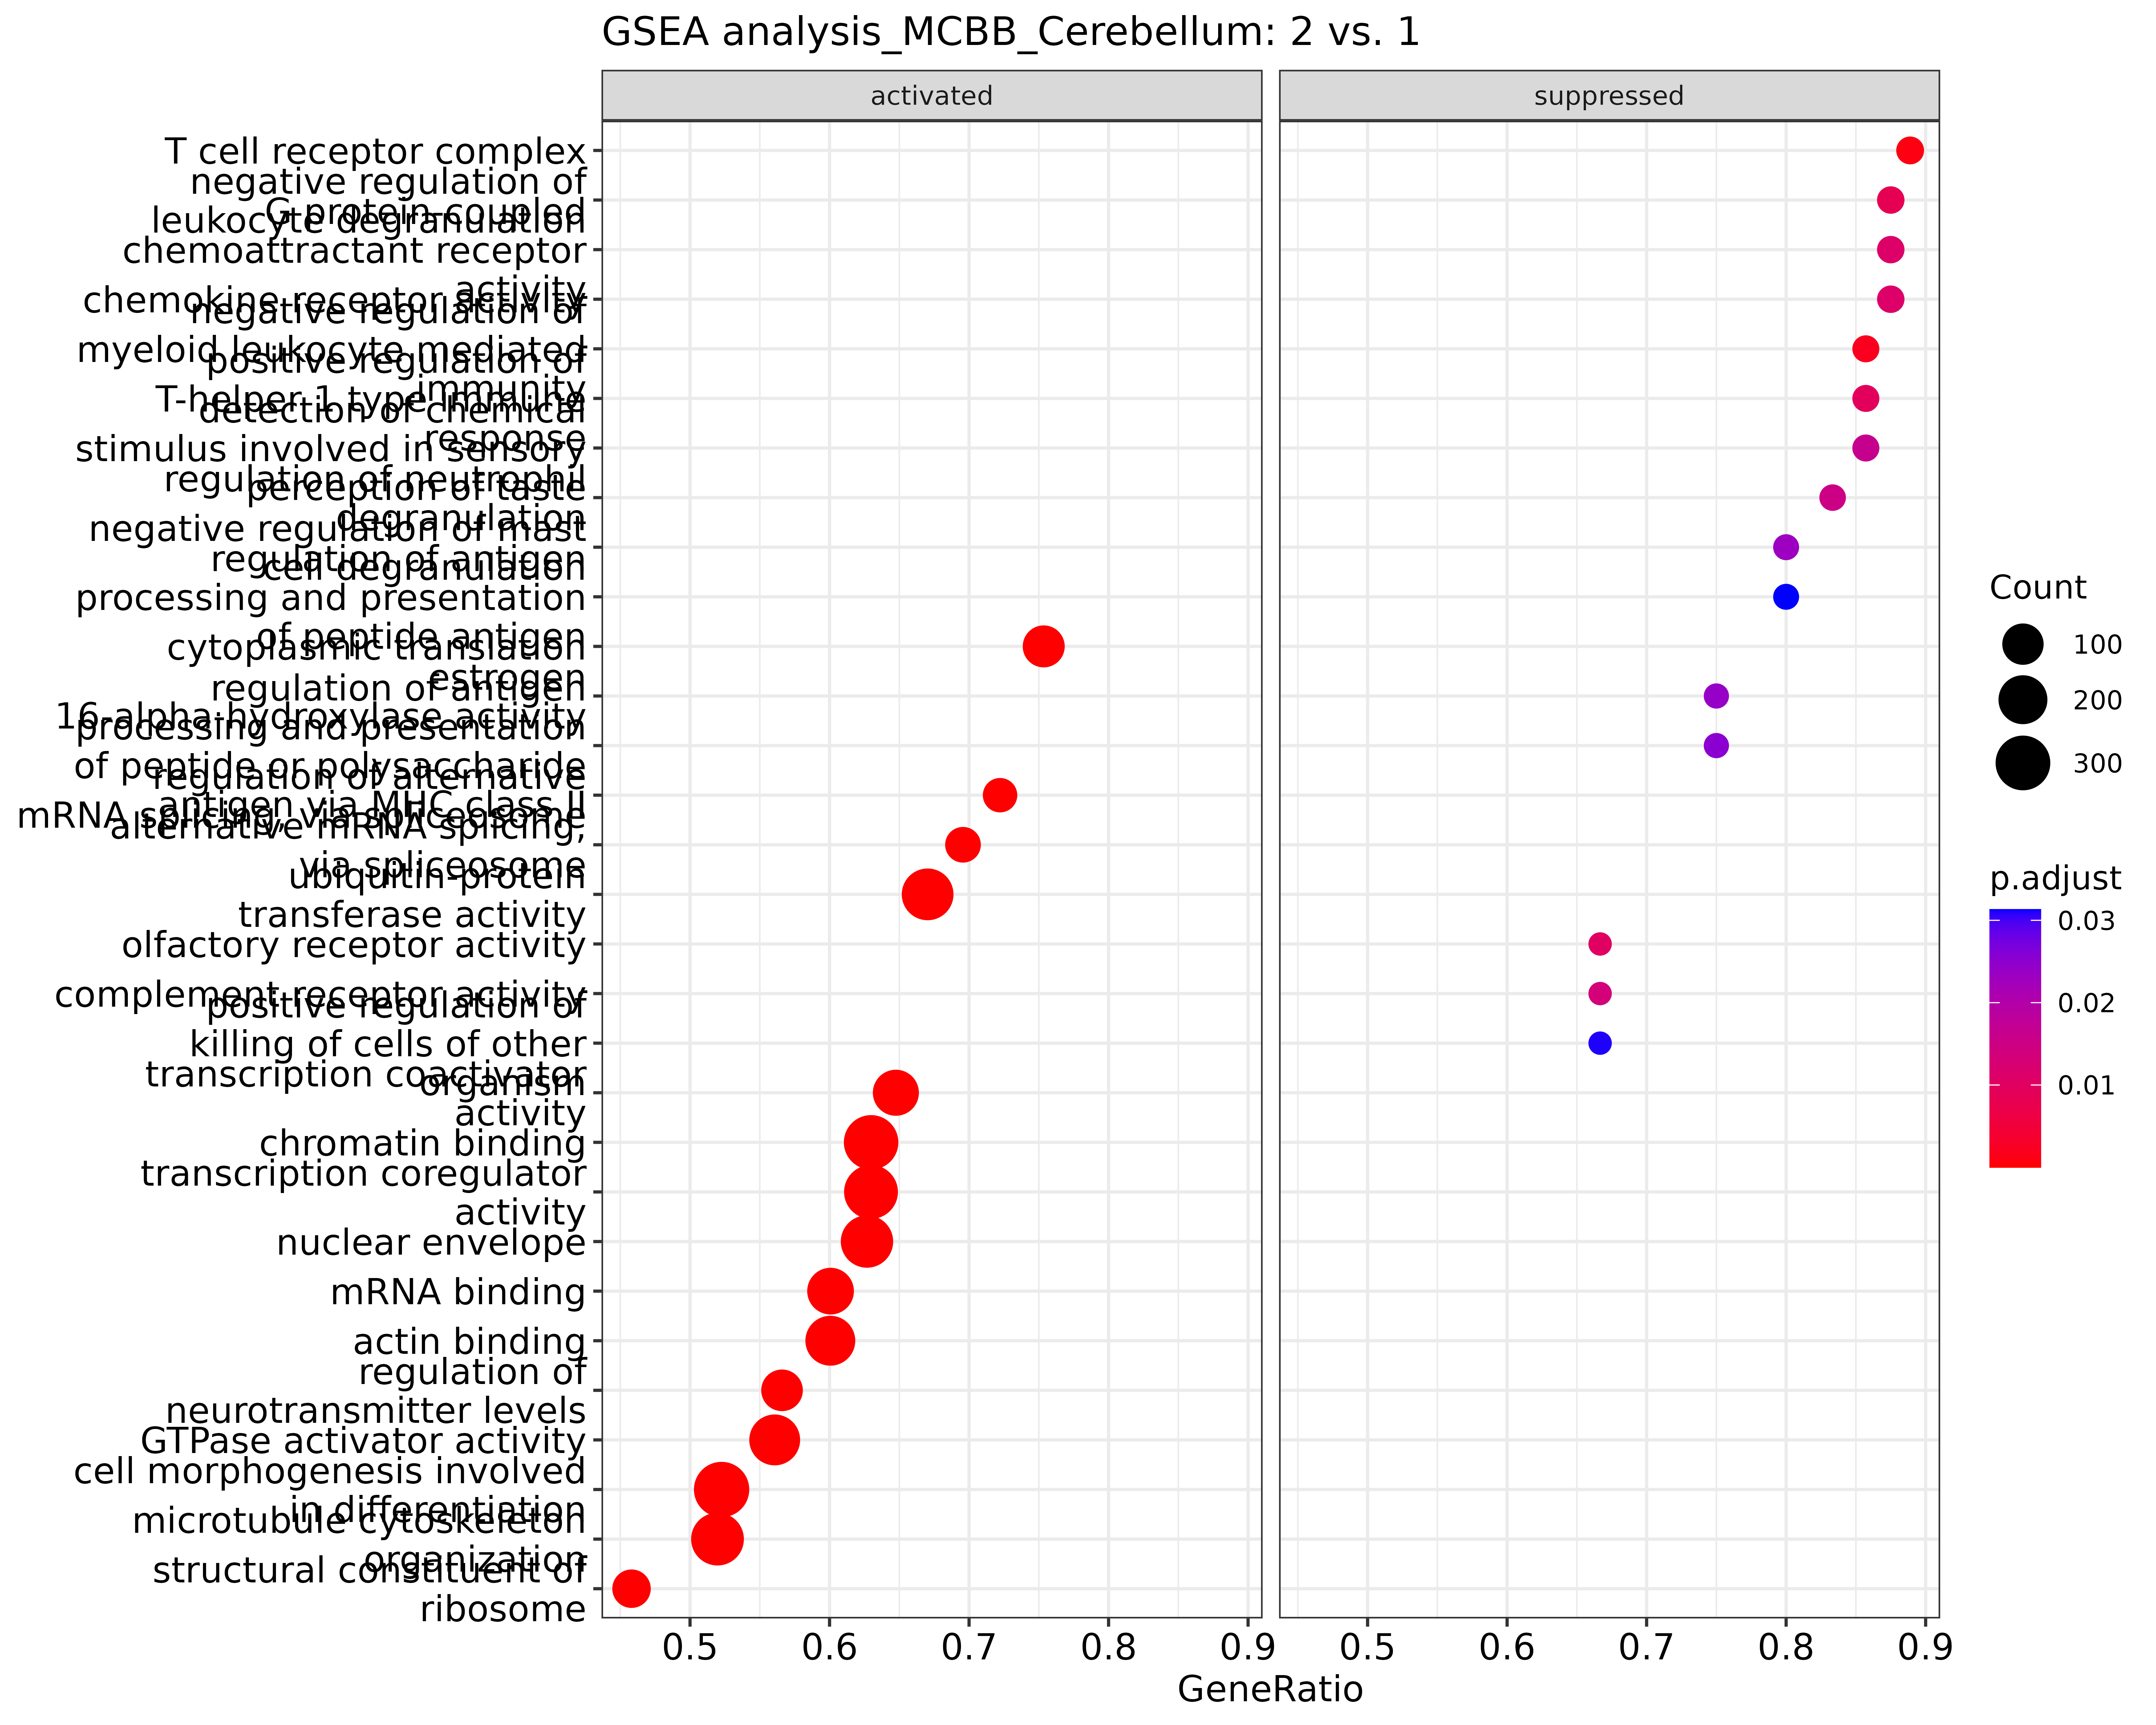 GSEA analysis_MCBB_Cerebellum: 2 vs. 1
activated
suppressed
T cell receptor complex
negative regulation of
leukocyte degranulation
G protein-coupled
chemoattractant receptor
activity
chemokine receptor activity
negative regulation of
myeloid leukocyte mediated
immunity
positive regulation of
T-helper 1 type immune
response
detection of chemical
stimulus involved in sensory
perception of taste
regulation of neutrophil
degranulation
negative regulation of mast
cell degranulation
regulation of antigen
processing and presentation
of peptide antigen
cytoplasmic translation
estrogen
16-alpha-hydroxylase activity
regulation of antigen
processing and presentation
of peptide or polysaccharide
antigen via MHC class II
regulation of alternative
mRNA splicing, via spliceosome
alternative mRNA splicing,
via spliceosome
ubiquitin-protein
transferase activity
olfactory receptor activity
complement receptor activity
positive regulation of
killing of cells of other
organism
transcription coactivator
activity
chromatin binding
transcription coregulator
activity
nuclear envelope
mRNA binding
actin binding
regulation of
neurotransmitter levels
GTPase activator activity
cell morphogenesis involved
in differentiation
microtubule cytoskeleton
organization
structural constituent of
ribosome
0.5 0.6 0.7 0.8 0.9
0.5 0.6 0.7 0.8 0.9
GeneRatio
Count
100
200
300
p.adjust
0.03
0.02
0.01